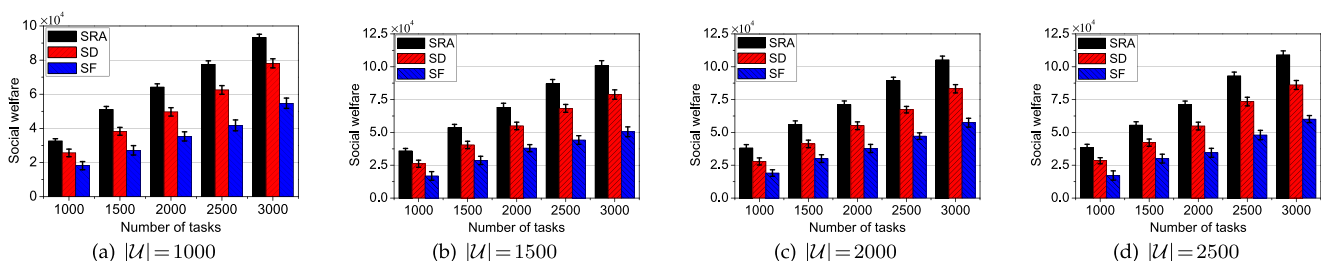 ×10⁴
10
8
6
4
2
0
Social welfare
SRA
SD
SF
1000 1500 2000 2500 3000
Number of tasks
(a) |𝒰|=1000
×10⁴
12.5
10.0
7.5
5.0
2.5
0.0
Social welfare
SRA
SD
SF
1000 1500 2000 2500 3000
Number of tasks
(b) |𝒰|=1500
×10⁴
12.5
10.0
7.5
5.0
2.5
0.0
Social welfare
SRA
SD
SF
1000 1500 2000 2500 3000
Number of tasks
(c) |𝒰|=2000
×10⁴
12.5
10.0
7.5
5.0
2.5
0.0
Social welfare
SRA
SD
SF
1000 1500 2000 2500 3000
Number of tasks
(d) |𝒰|=2500